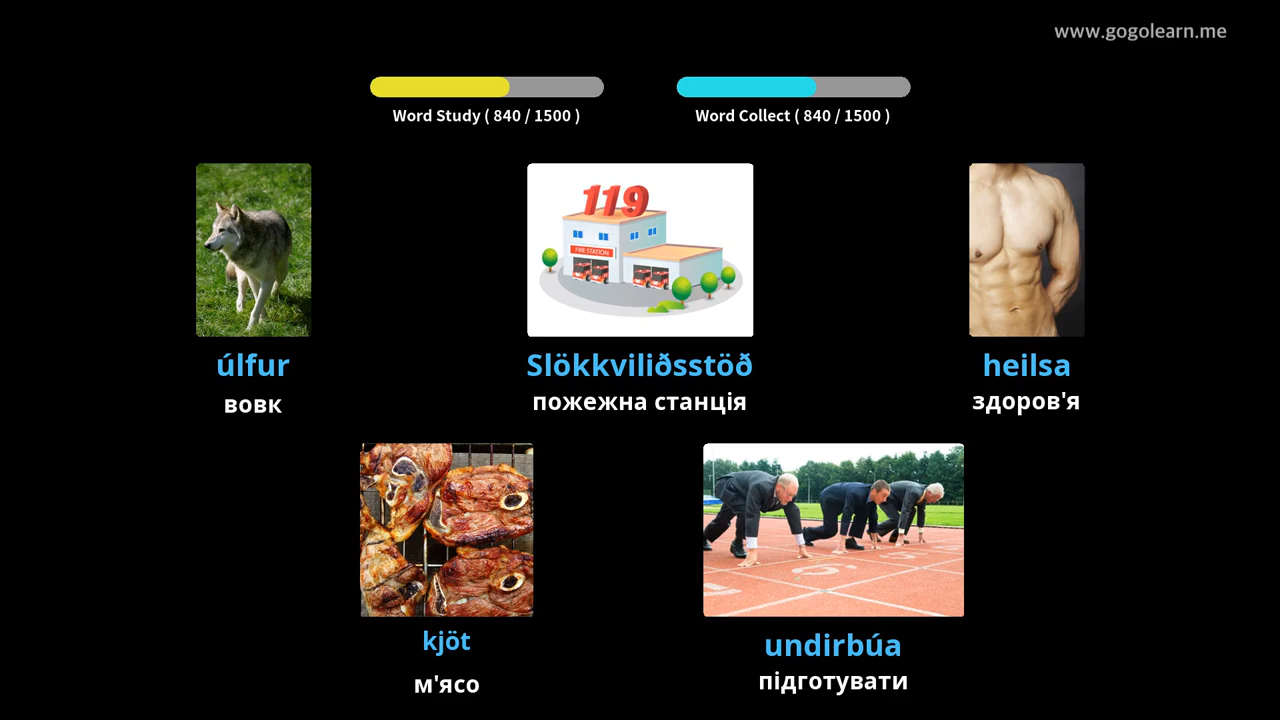 www.gogolearn.me
Word Study ( 840 / 1500 )
Word Collect ( 840 / 1500 )
119
FIRE STATION
úlfur
вовк
Slökkviliðsstöð
пожежна станція
heilsa
здоров'я
kjöt
м'ясо
undirbúa
підготувати